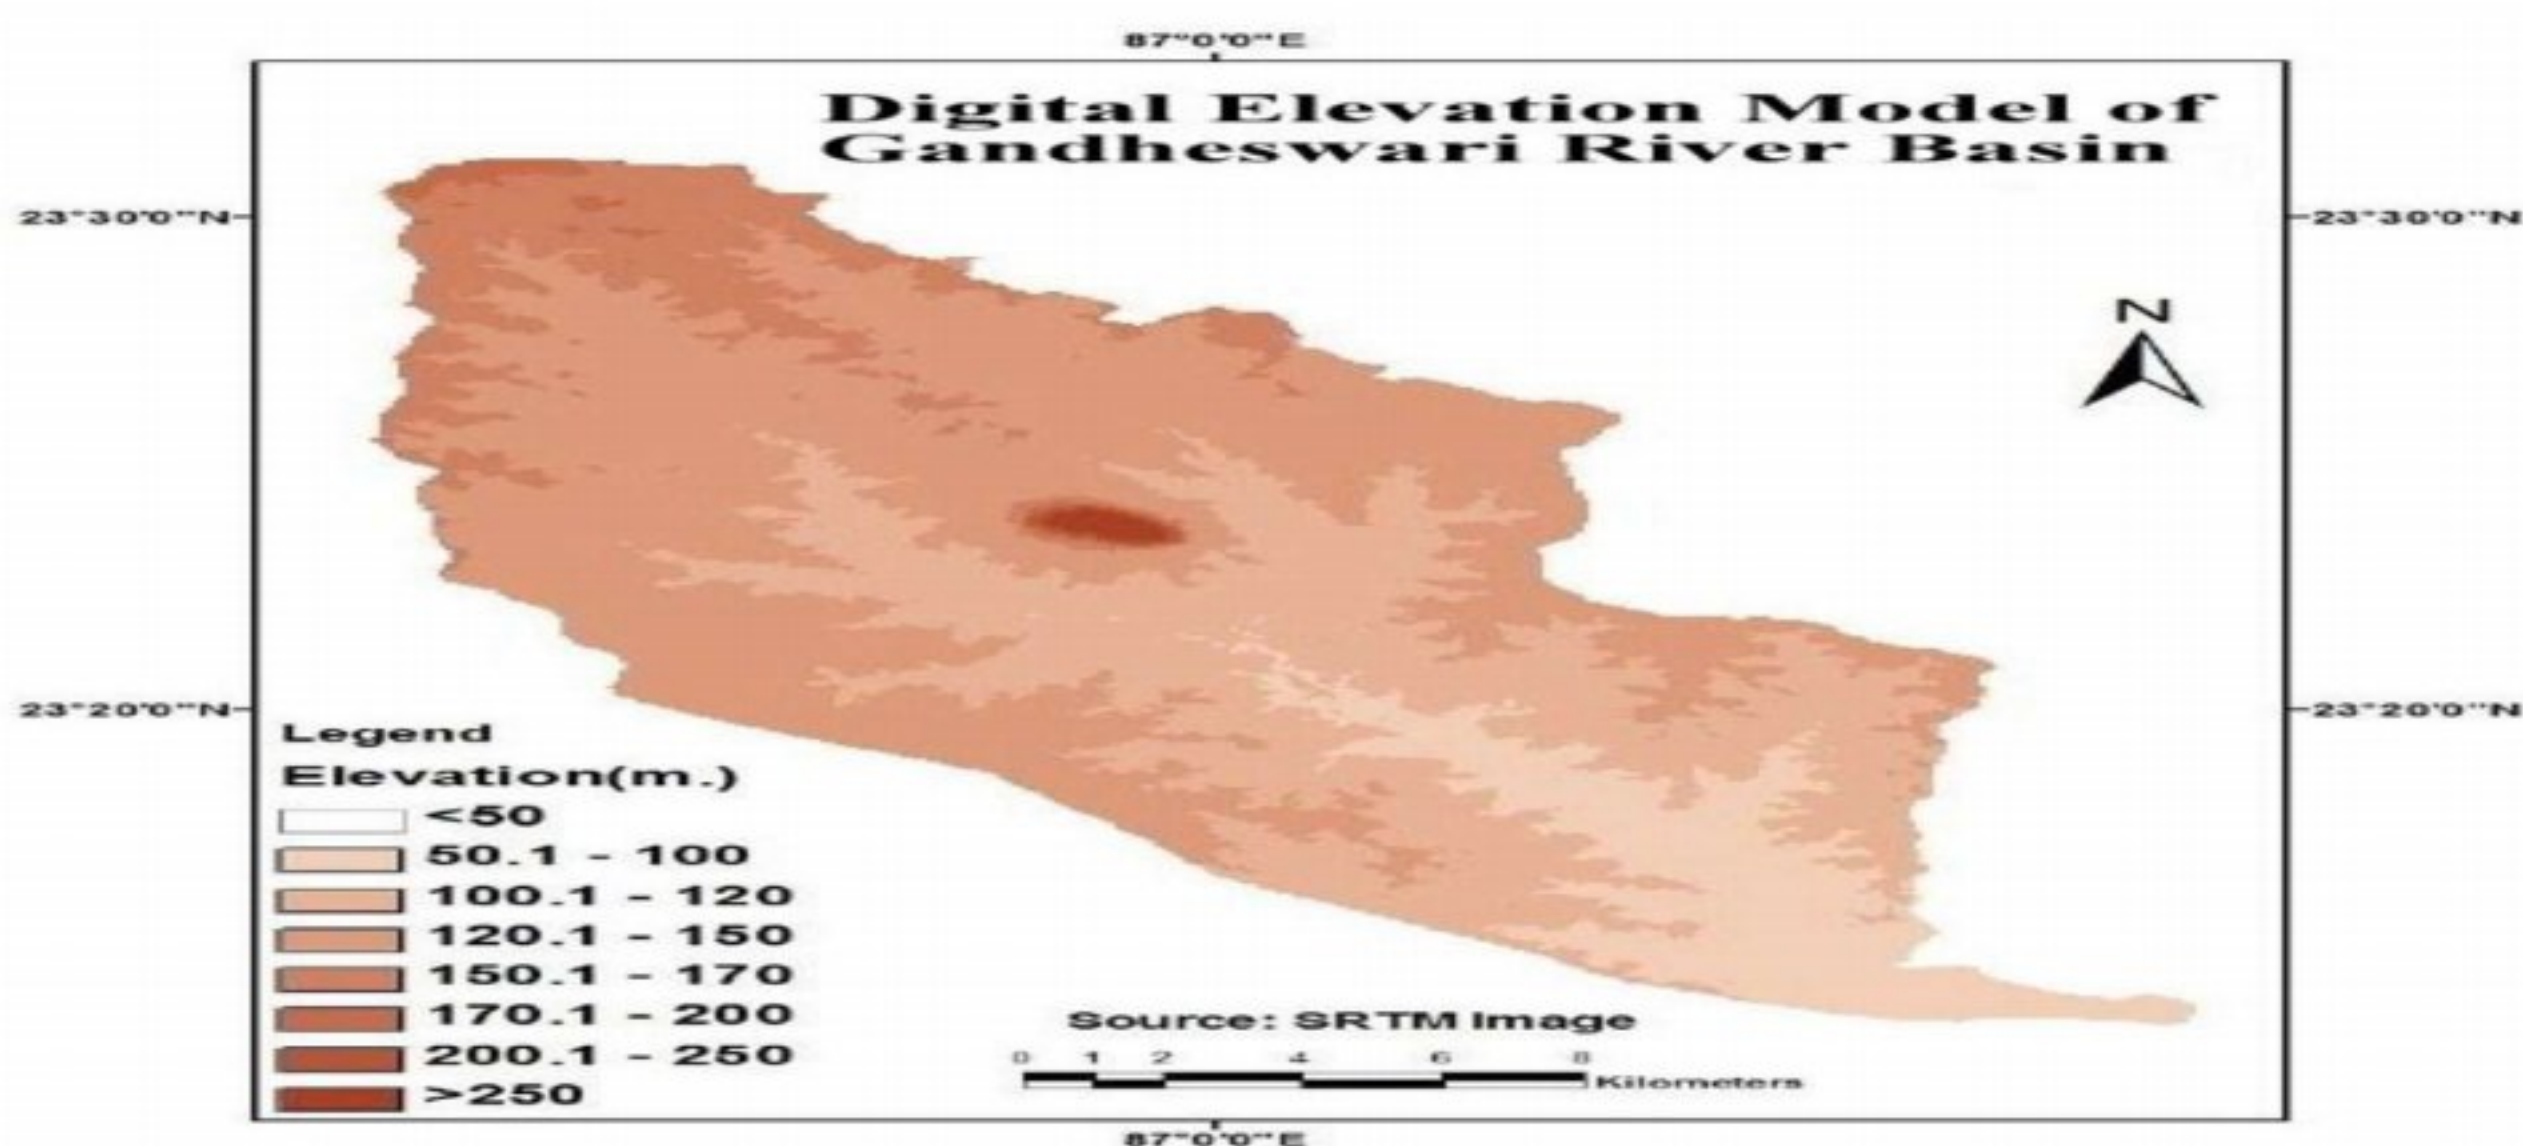 87°0'0"E
Digital Elevation Model of
Gandheswari River Basin
23°30'0"N
23°30'0"N
N
23°20'0"N
23°20'0"N
Legend
Elevation(m.)
<50
50.1 - 100
100.1 - 120
120.1 - 150
150.1 - 170
170.1 - 200
200.1 - 250
>250
Source: SRTM Image
0 1 2 4 6 8
Kilometers
87°0'0"E